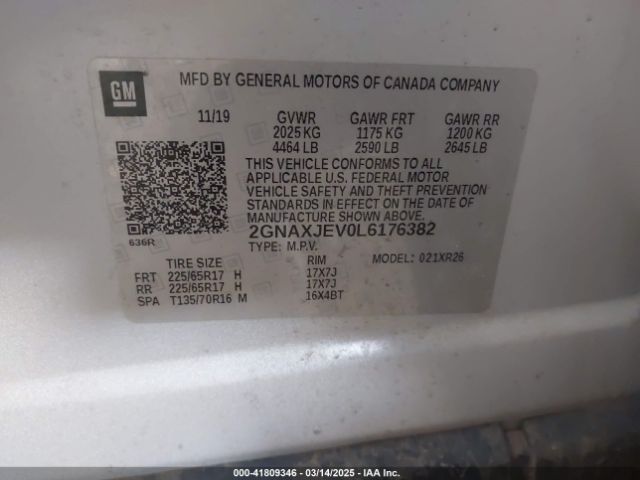 GM
MFD BY GENERAL MOTORS OF CANADA COMPANY
11/19 GVWR GAWR FRT GAWR RR
2025 KG 1175 KG 1200 KG
4464 LB 2590 LB 2645 LB
THIS VEHICLE CONFORMS TO ALL
APPLICABLE U.S. FEDERAL MOTOR
VEHICLE SAFETY AND THEFT PREVENTION
STANDARDS IN EFFECT ON THE DATE OF
MANUFACTURE SHOWN ABOVE.
636R
2GNAXJEV0L6176382
TYPE: M.P.V. MODEL: 021XR26
TIRE SIZE RIM
FRT 225/65R17 H 17X7J
RR 225/65R17 H 17X7J
SPA T135/70R16 M 16X4BT
000-41809346 - 03/14/2025 - IAA Inc.